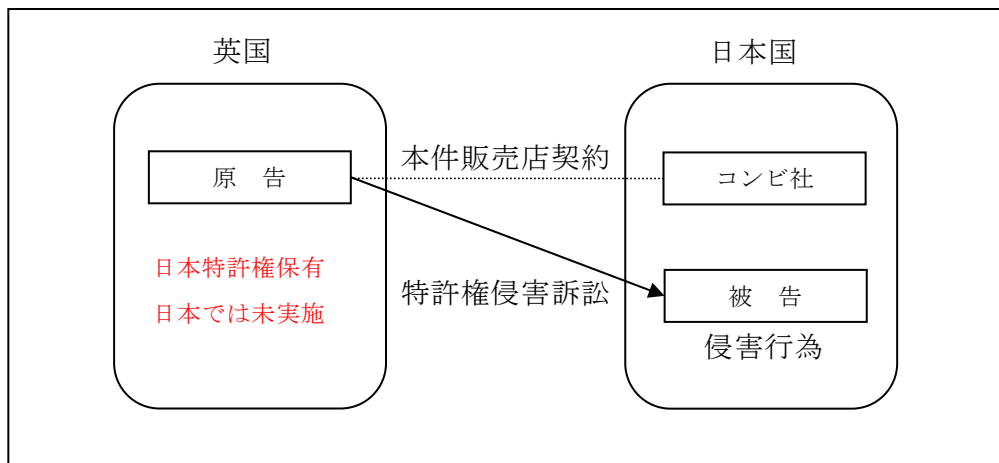 英国
日本国
本件販売店契約
原　告
コンビ社
日本特許権保有
日本では未実施
特許権侵害訴訟
被　告
侵害行為